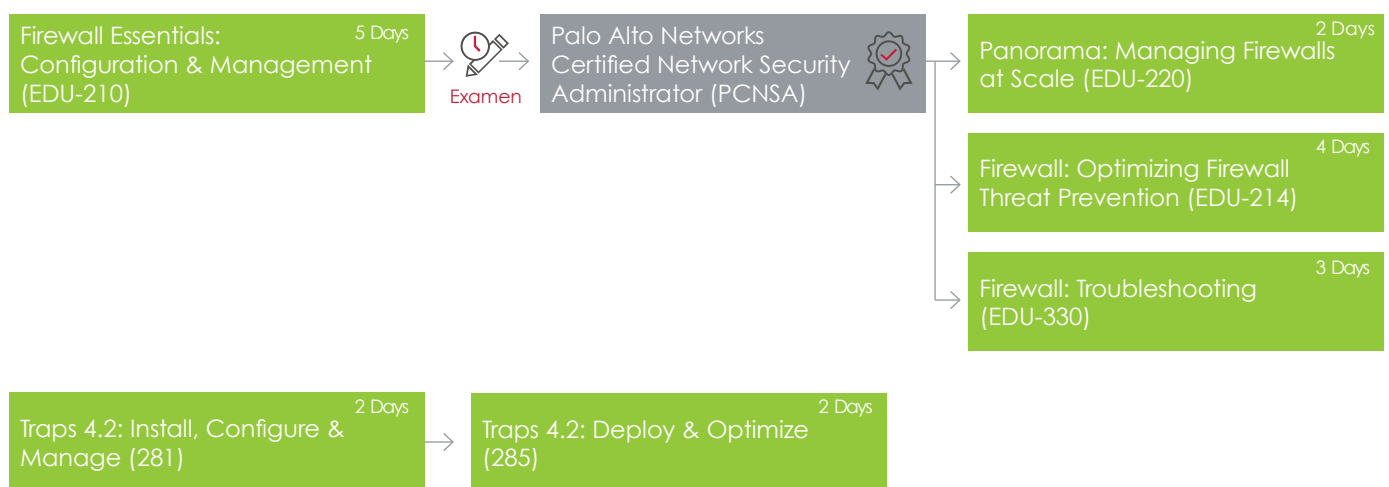 Firewall Essentials:
5 Days
Configuration & Management
(EDU-210)
Examen
Palo Alto Networks
Certified Network Security
Administrator (PCNSA)
2 Days
Panorama: Managing Firewalls
at Scale (EDU-220)
4 Days
Firewall: Optimizing Firewall
Threat Prevention (EDU-214)
3 Days
Firewall: Troubleshooting
(EDU-330)
2 Days
Traps 4.2: Install, Configure &
Manage (281)
2 Days
Traps 4.2: Deploy & Optimize
(285)